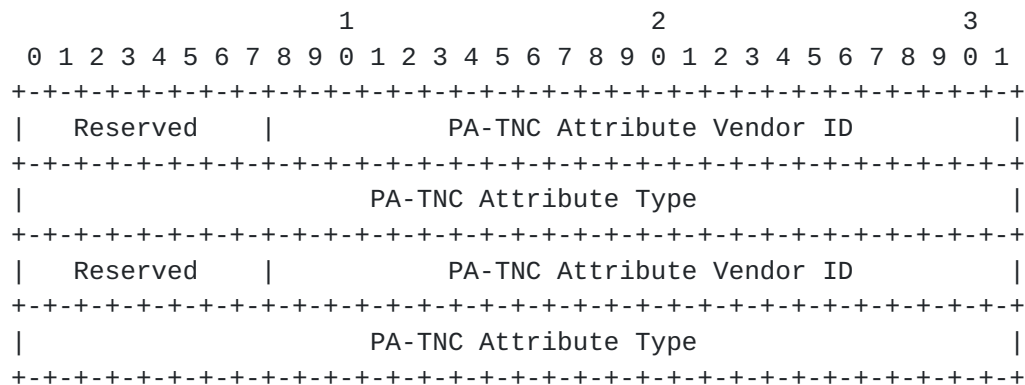 1                   2                   3
 0 1 2 3 4 5 6 7 8 9 0 1 2 3 4 5 6 7 8 9 0 1 2 3 4 5 6 7 8 9 0 1
+-+-+-+-+-+-+-+-+-+-+-+-+-+-+-+-+-+-+-+-+-+-+-+-+-+-+-+-+-+-+-+-+
|   Reserved    |           PA-TNC Attribute Vendor ID          |
+-+-+-+-+-+-+-+-+-+-+-+-+-+-+-+-+-+-+-+-+-+-+-+-+-+-+-+-+-+-+-+-+
|                      PA-TNC Attribute Type                    |
+-+-+-+-+-+-+-+-+-+-+-+-+-+-+-+-+-+-+-+-+-+-+-+-+-+-+-+-+-+-+-+-+
|   Reserved    |           PA-TNC Attribute Vendor ID          |
+-+-+-+-+-+-+-+-+-+-+-+-+-+-+-+-+-+-+-+-+-+-+-+-+-+-+-+-+-+-+-+-+
|                      PA-TNC Attribute Type                    |
+-+-+-+-+-+-+-+-+-+-+-+-+-+-+-+-+-+-+-+-+-+-+-+-+-+-+-+-+-+-+-+-+